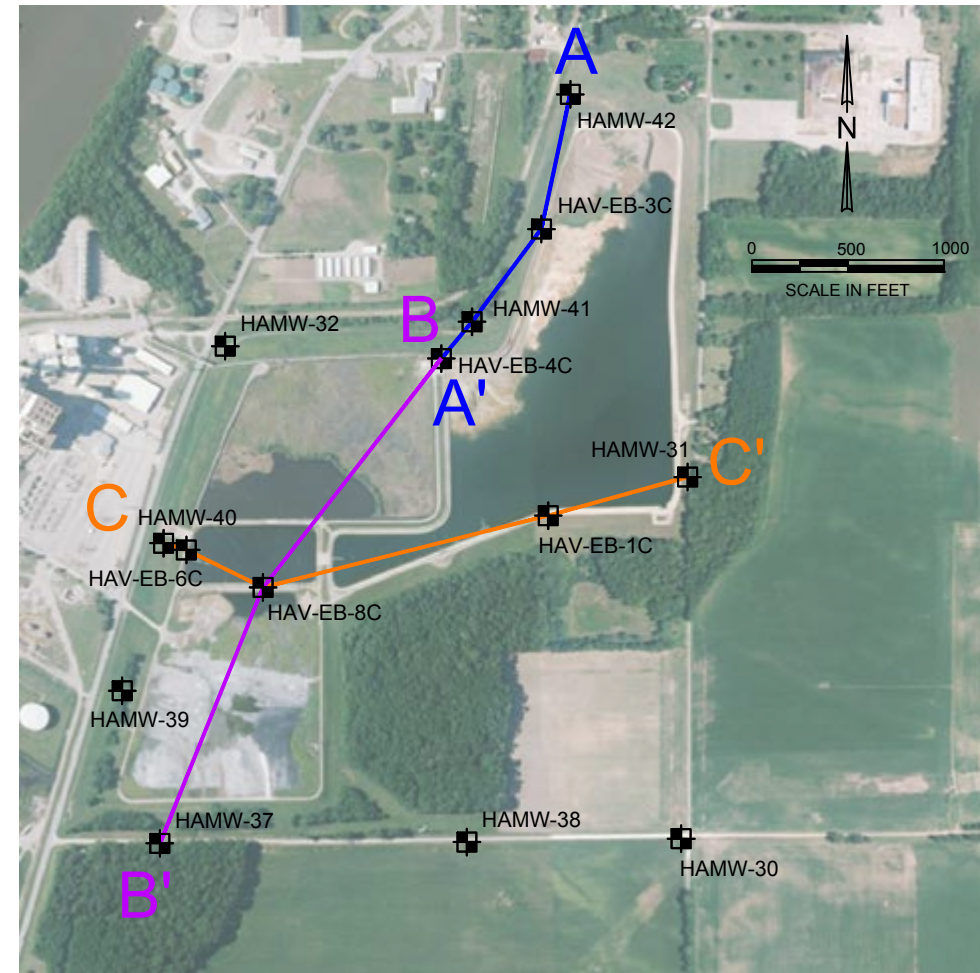 A
HAMW-42
N
HAV-EB-3C
0 500 1000
SCALE IN FEET
HAMW-41
B
HAMW-32
HAV-EB-4C
A'
HAMW-31
C'
C
HAMW-40
HAV-EB-1C
HAV-EB-6C
HAV-EB-8C
HAMW-39
HAMW-37
HAMW-38
HAMW-30
B'